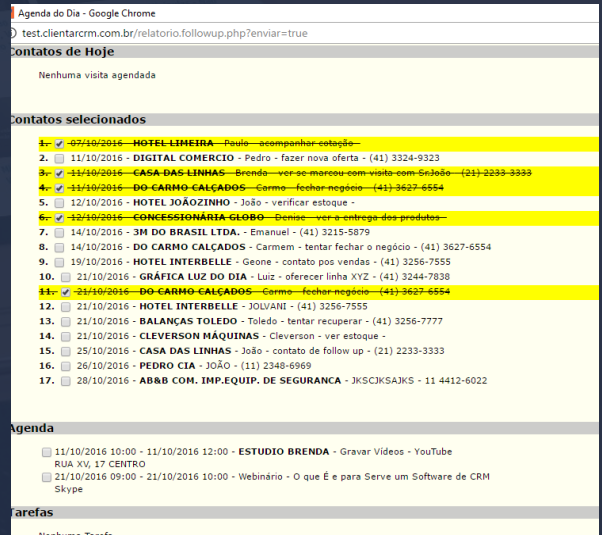 Agenda do Dia - Google Chrome
test.clientarcrm.com.br/relatorio.followup.php?enviar=true
Contatos de Hoje
Nenhuma visita agendada
Contatos selecionados
1. 07/10/2016 - HOTEL LIMEIRA - Paulo - acompanhar cotação -
2. 11/10/2016 - DIGITAL COMERCIO - Pedro - fazer nova oferta - (41) 3324-9323
3. 11/10/2016 - CASA DAS LINHAS - Brenda - ver se marcou com visita com Sr.João - (21) 2233-3333
4. 11/10/2016 - DO CARMO CALÇADOS - Carmo - fechar negócio - (41) 3627-6554
5. 12/10/2016 - HOTEL JOÃOZINHO - João - verificar estoque -
6. 12/10/2016 - CONCESSIONÁRIA GLOBO - Denise - ver a entrega dos produtos -
7. 14/10/2016 - 3M DO BRASIL LTDA. - Emanuel - (41) 3215-5879
8. 14/10/2016 - DO CARMO CALÇADOS - Carmem - tentar fechar o negócio - (41) 3627-6554
9. 19/10/2016 - HOTEL INTERBELLE - Geone - contato pos vendas - (41) 3256-7555
10. 21/10/2016 - GRÁFICA LUZ DO DIA - Luiz - oferecer linha XYZ - (41) 3244-7838
11. 21/10/2016 - DO CARMO CALÇADOS - Carmo - fechar negócio - (41) 3627-6554
12. 21/10/2016 - HOTEL INTERBELLE - JOLVANI - (41) 3256-7555
13. 21/10/2016 - BALANÇAS TOLEDO - Toledo - tentar recuperar - (41) 3256-7777
14. 21/10/2016 - CLEVERSON MÁQUINAS - Cleverson - ver estoque -
15. 25/10/2016 - CASA DAS LINHAS - João - contato de follow up - (21) 2233-3333
16. 26/10/2016 - PEDRO CIA - JOÃO - (11) 2348-6969
17. 28/10/2016 - AB&B COM. IMP.EQUIP. DE SEGURANCA - JKSCJKSAJKS - 11 4412-6022
Agenda
11/10/2016 10:00 - 11/10/2016 12:00 - ESTUDIO BRENDA - Gravar Vídeos - YouTube
RUA XV, 17 CENTRO
21/10/2016 09:00 - 21/10/2016 10:00 - Webinário - O que É e para Serve um Software de CRM
Skype
Tarefas
Nenhuma Tarefa